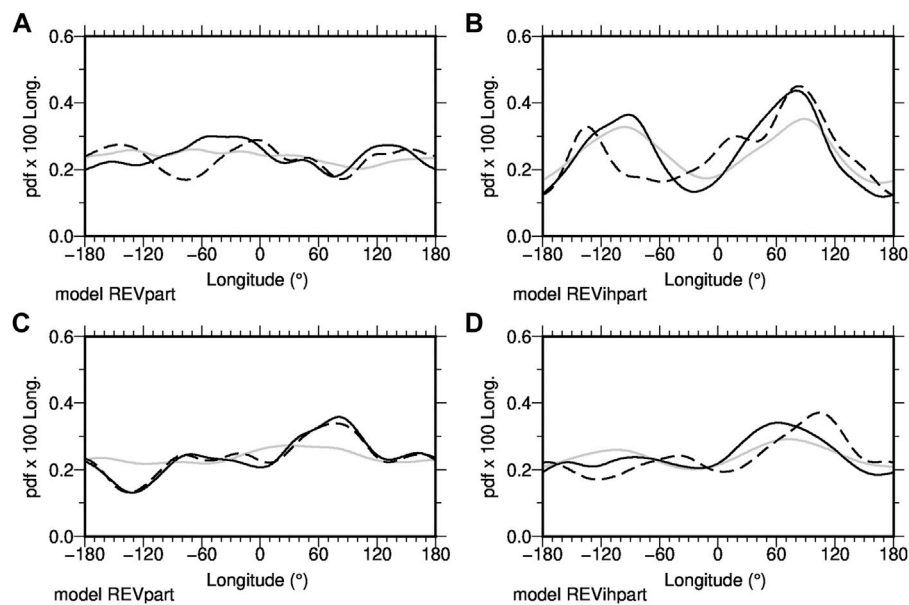 A
B
0.6
0.4
0.2
0.0
pdf x 100 Long.
−180 −120 −60 0 60 120 180
Longitude (°)
model REVpart
0.6
0.4
0.2
0.0
pdf x 100 Long.
−180 −120 −60 0 60 120 180
Longitude (°)
model REVihpart
C
D
0.6
0.4
0.2
0.0
pdf x 100 Long.
−180 −120 −60 0 60 120 180
Longitude (°)
model REVpart
0.6
0.4
0.2
0.0
pdf x 100 Long.
−180 −120 −60 0 60 120 180
Longitude (°)
model REVihpart